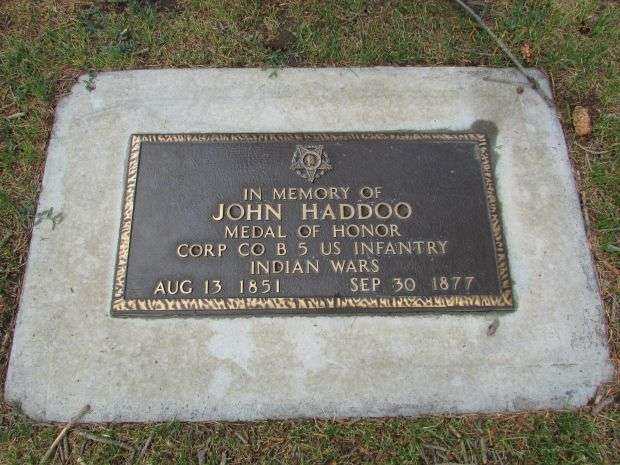 IN MEMORY OF
JOHN HADDOO
MEDAL OF HONOR
CORP CO B 5 US INFANTRY
INDIAN WARS
AUG 13 1851 SEP 30 1877